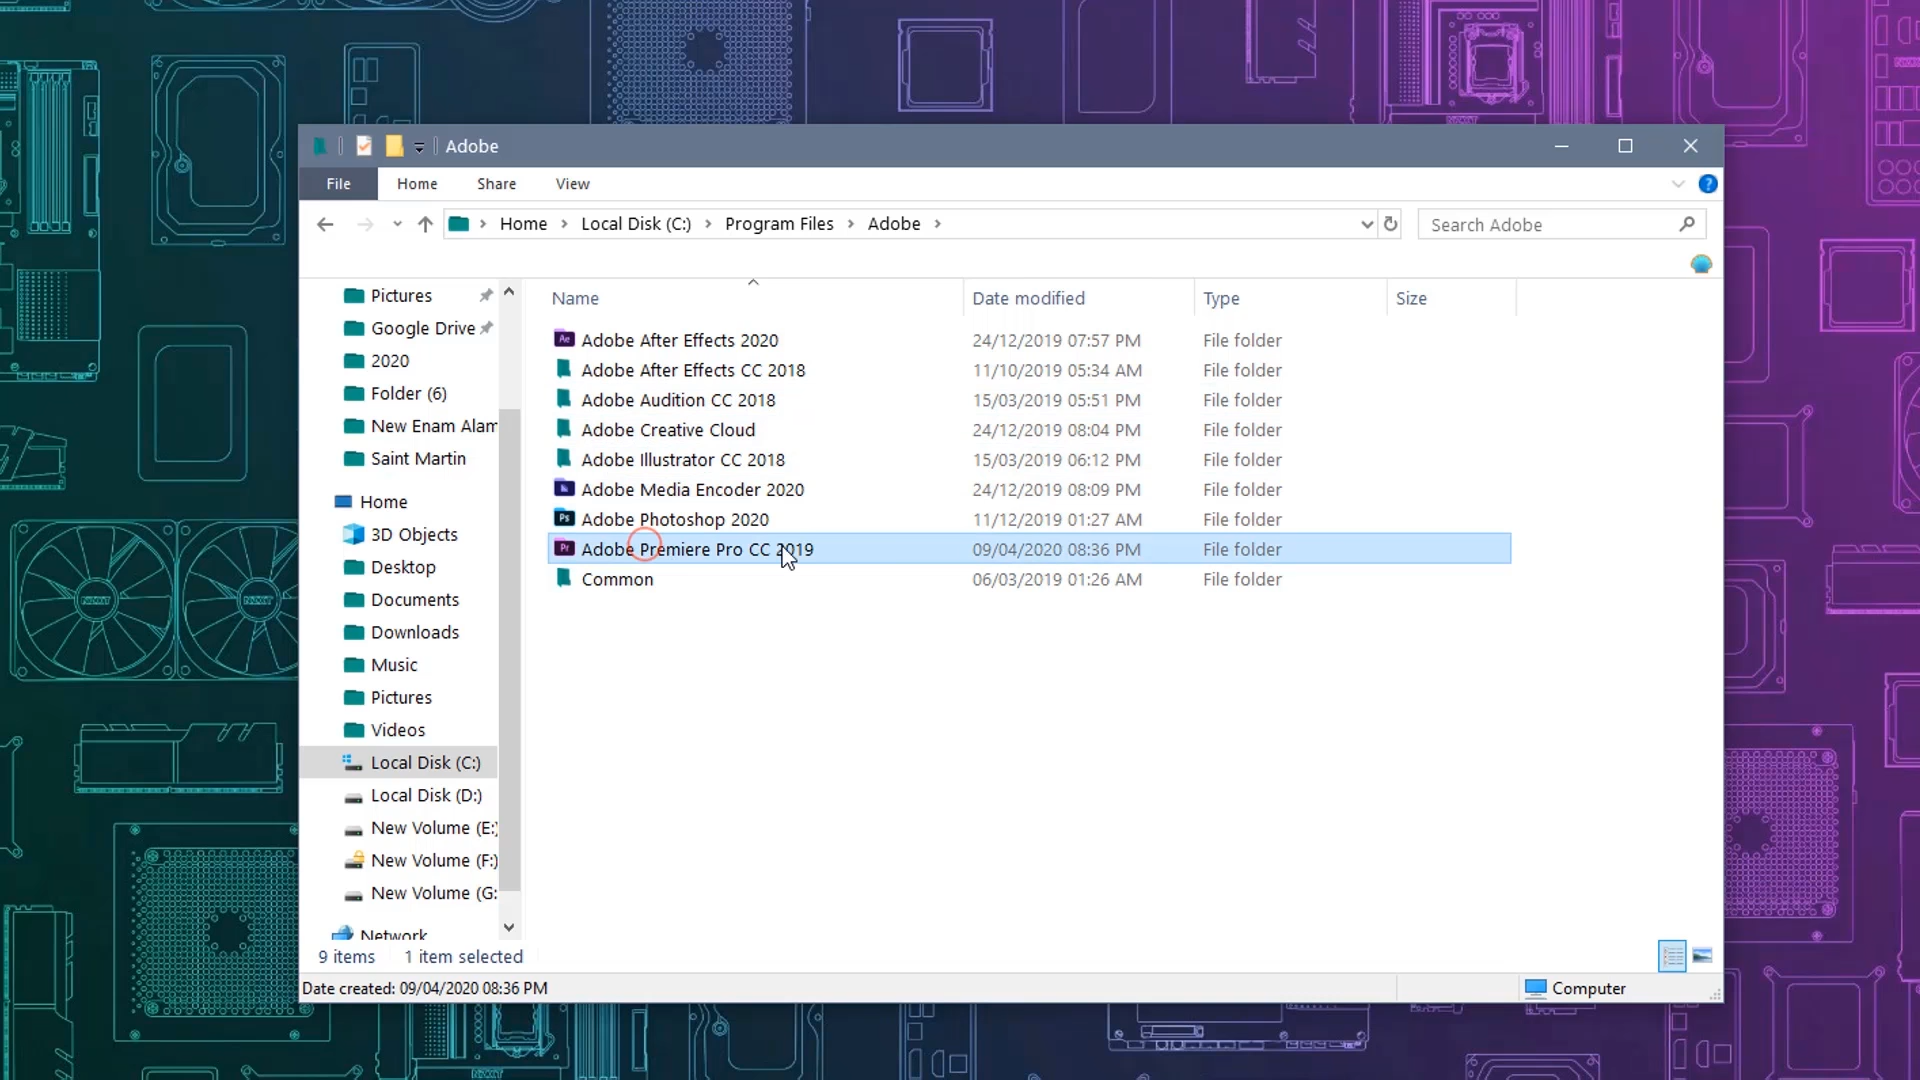 Adobe
File Home Share View
Home Local Disk (C:) Program Files Adobe
Search Adobe
Name Date modified Type Size
Pictures
Google Drive
2020
Folder (6)
New Enam Alam
Saint Martin
Home
3D Objects
Desktop
Documents
Downloads
Music
Pictures
Videos
Local Disk (C:)
Local Disk (D:)
New Volume (E:)
New Volume (F:)
New Volume (G:
Network
Adobe After Effects 2020 24/12/2019 07:57 PM File folder
Adobe After Effects CC 2018 11/10/2019 05:34 AM File folder
Adobe Audition CC 2018 15/03/2019 05:51 PM File folder
Adobe Creative Cloud 24/12/2019 08:04 PM File folder
Adobe Illustrator CC 2018 15/03/2019 06:12 PM File folder
Adobe Media Encoder 2020 24/12/2019 08:09 PM File folder
Ps Adobe Photoshop 2020 11/12/2019 01:27 AM File folder
Pr Adobe Premiere Pro CC 2019 09/04/2020 08:36 PM File folder
Common 06/03/2019 01:26 AM File folder
9 items 1 item selected
Date created: 09/04/2020 08:36 PM
Computer
NZXT
NZXT